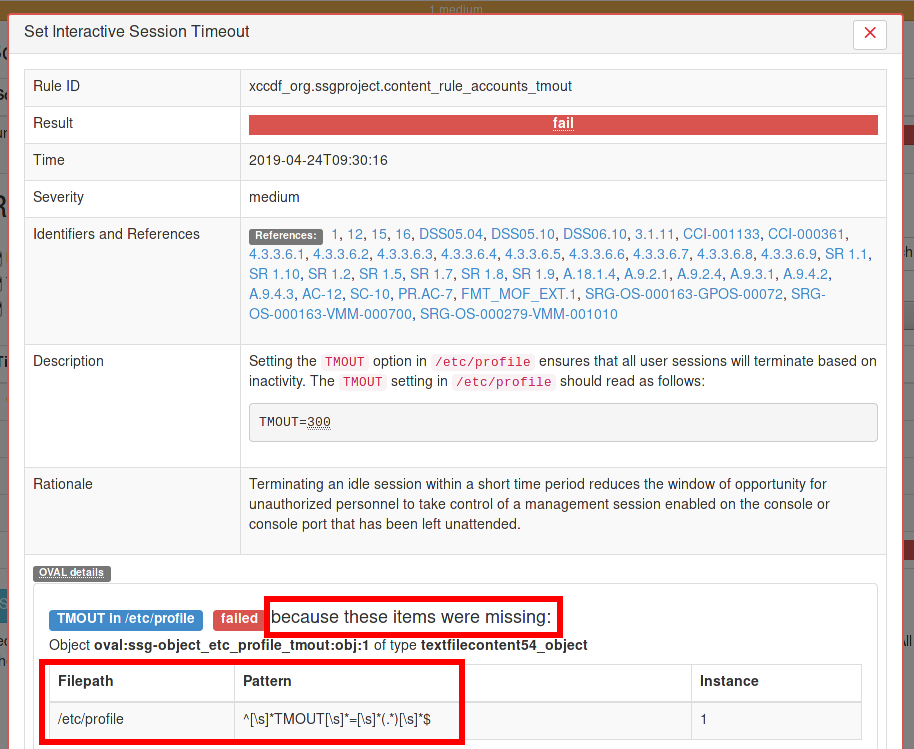 1 medium
Set Interactive Session Timeout
Rule ID xccdf_org.ssgproject.content_rule_accounts_tmout
Result fail
Time 2019-04-24T09:30:16
Severity medium
Identifiers and References References: 1, 12, 15, 16, DSS05.04, DSS05.10, DSS06.10, 3.1.11, CCI-001133, CCI-000361,
4.3.3.6.1, 4.3.3.6.2, 4.3.3.6.3, 4.3.3.6.4, 4.3.3.6.5, 4.3.3.6.6, 4.3.3.6.7, 4.3.3.6.8, 4.3.3.6.9, SR 1.1,
SR 1.10, SR 1.2, SR 1.5, SR 1.7, SR 1.8, SR 1.9, A.18.1.4, A.9.2.1, A.9.2.4, A.9.3.1, A.9.4.2,
A.9.4.3, AC-12, SC-10, PR.AC-7, FMT_MOF_EXT.1, SRG-OS-000163-GPOS-00072, SRG-
OS-000163-VMM-000700, SRG-OS-000279-VMM-001010
Description Setting the TMOUT option in /etc/profile ensures that all user sessions will terminate based on
inactivity. The TMOUT setting in /etc/profile should read as follows:
TMOUT=300
Rationale Terminating an idle session within a short time period reduces the window of opportunity for
unauthorized personnel to take control of a management session enabled on the console or
console port that has been left unattended.
OVAL details
TMOUT in /etc/profile failed because these items were missing:
Object oval:ssg-object_etc_profile_tmout:obj:1 of type textfilecontent54_object
Filepath Pattern Instance
/etc/profile ^[\s]*TMOUT[\s]*=[\s]*(.*)[\s]*$ 1